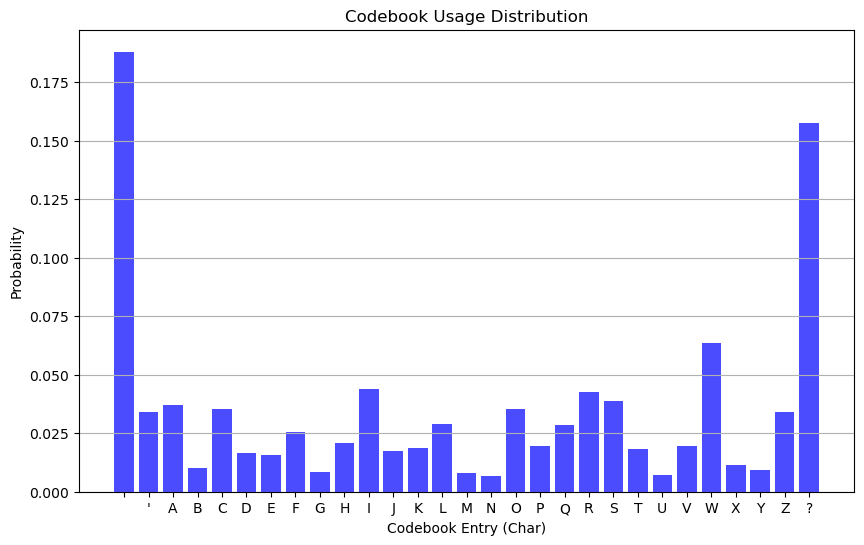 Codebook Usage Distribution
0.175
0.150
0.125
0.100
0.075
0.050
0.025
0.000
Probability
' A B C D E F G H I J K L M N O P Q R S T U V W X Y Z ?
Codebook Entry (Char)